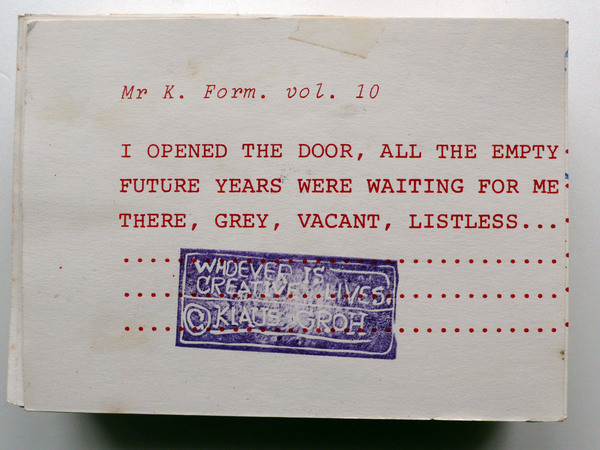 Mr K. Form. vol. 10
I OPENED THE DOOR, ALL THE EMPTY
FUTURE YEARS WERE WAITING FOR ME
THERE, GREY, VACANT, LISTLESS...
WHOEVER IS
CREATIVE, LIVES.
© KLAUS GROH